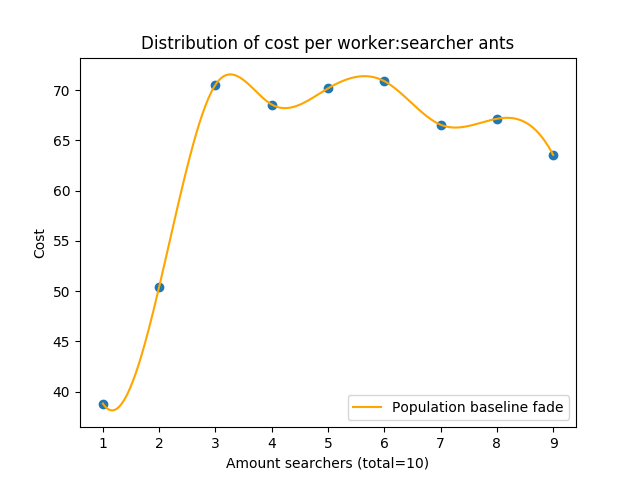 Distribution of cost per worker:searcher ants
70
65
60
55
50
45
40
Cost
Population baseline fade
1 2 3 4 5 6 7 8 9
Amount searchers (total=10)